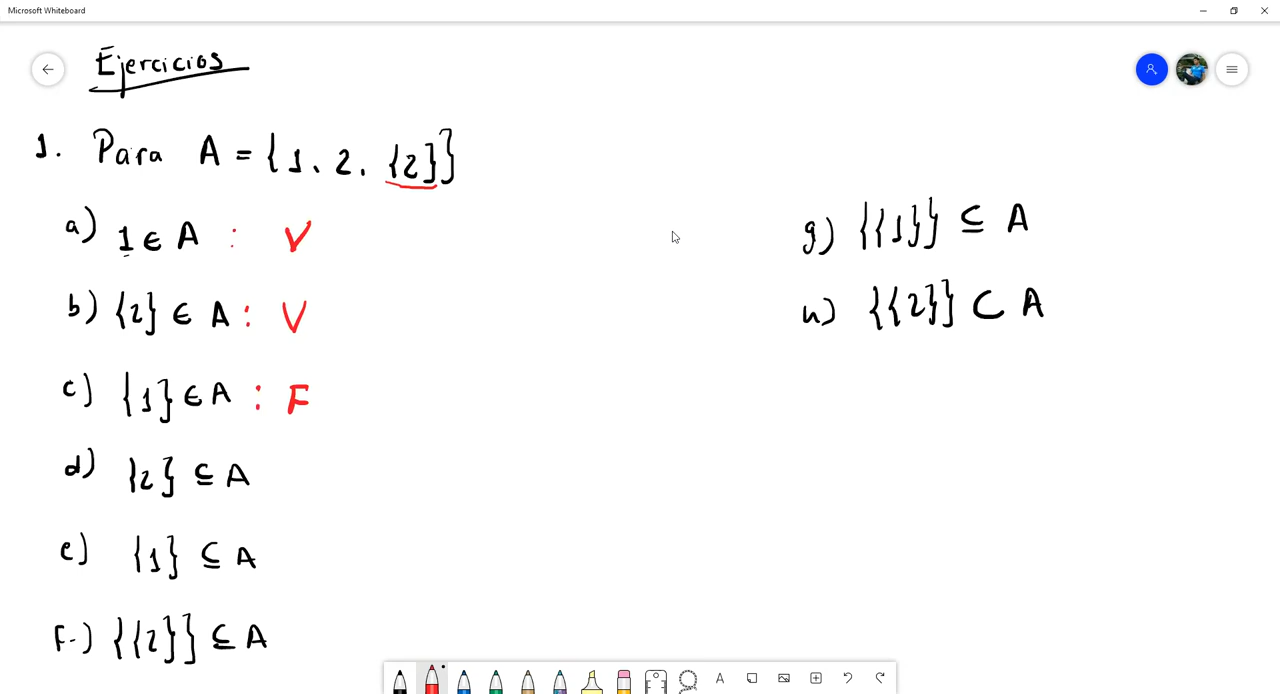 Microsoft Whiteboard
Ejercicios
1. Para A = {1, 2, {2}}
a) 1 ∈ A : V
b) {2} ∈ A : V
c) {1} ∈ A : F
d) {2} ⊆ A
e) {1} ⊆ A
F-) {{2}} ⊆ A
g) {{1}} ⊆ A
h) {{2}} ⊂ A